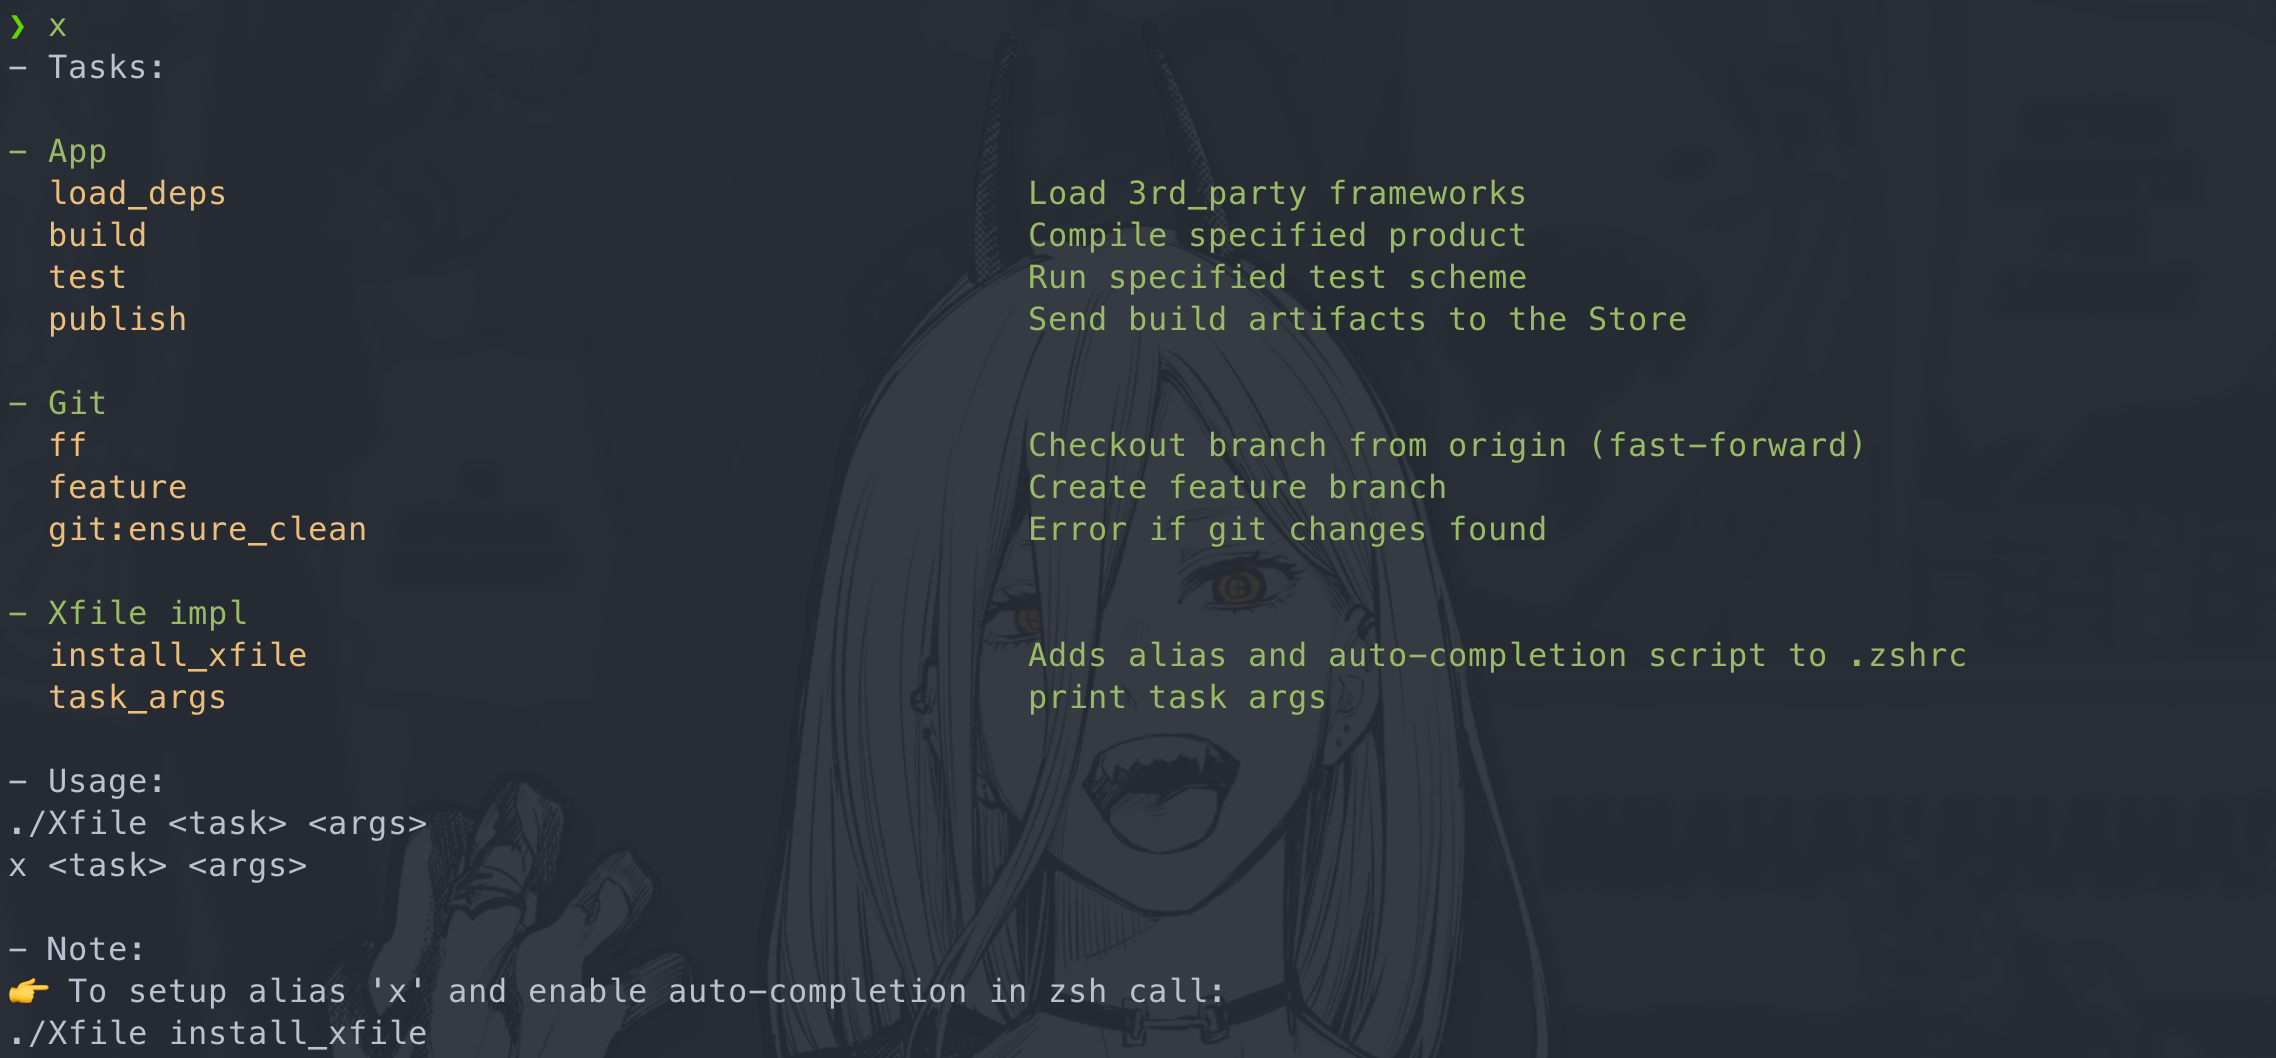 ❯ x
– Tasks:
– App
load_deps Load 3rd_party frameworks
build Compile specified product
test Run specified test scheme
publish Send build artifacts to the Store
– Git
ff Checkout branch from origin (fast-forward)
feature Create feature branch
git:ensure_clean Error if git changes found
– Xfile impl
install_xfile Adds alias and auto-completion script to .zshrc
task_args print task args
– Usage:
./Xfile <task> <args>
x <task> <args>
– Note:
👉 To setup alias 'x' and enable auto-completion in zsh call:
./Xfile install_xfile